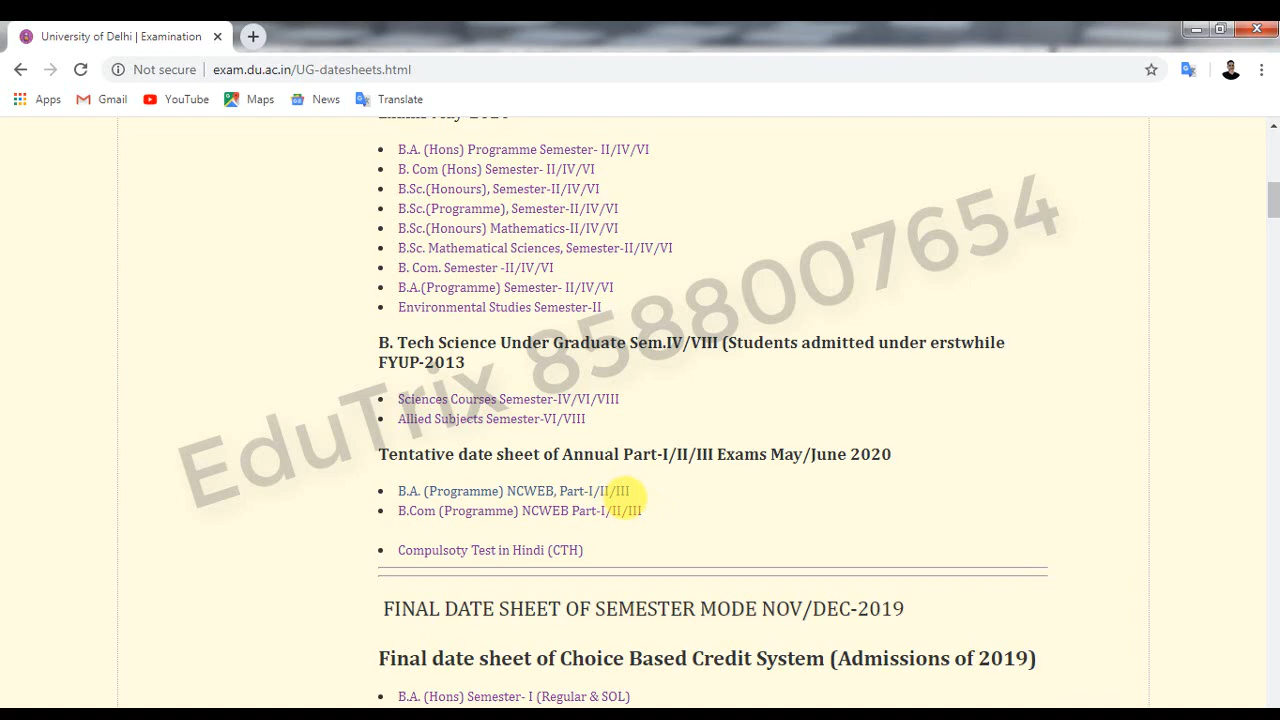 University of Delhi | Examination
Not secure | exam.du.ac.in/UG-datesheets.html
Apps Gmail YouTube Maps News Translate
B.A. (Hons) Programme Semester- II/IV/VI
B. Com (Hons) Semester- II/IV/VI
B.Sc.(Honours), Semester-II/IV/VI
B.Sc.(Programme), Semester-II/IV/VI
B.Sc.(Honours) Mathematics-II/IV/VI
B.Sc. Mathematical Sciences, Semester-II/IV/VI
B. Com. Semester -II/IV/VI
B.A.(Programme) Semester- II/IV/VI
Environmental Studies Semester-II
B. Tech Science Under Graduate Sem.IV/VIII (Students admitted under erstwhile
FYUP-2013
Sciences Courses Semester-IV/VI/VIII
Allied Subjects Semester-VI/VIII
Tentative date sheet of Annual Part-I/II/III Exams May/June 2020
B.A. (Programme) NCWEB, Part-I/II/III
B.Com (Programme) NCWEB Part-I/II/III
Compulsoty Test in Hindi (CTH)
FINAL DATE SHEET OF SEMESTER MODE NOV/DEC-2019
Final date sheet of Choice Based Credit System (Admissions of 2019)
B.A. (Hons) Semester- I (Regular & SOL)
EduTrix 8588007654